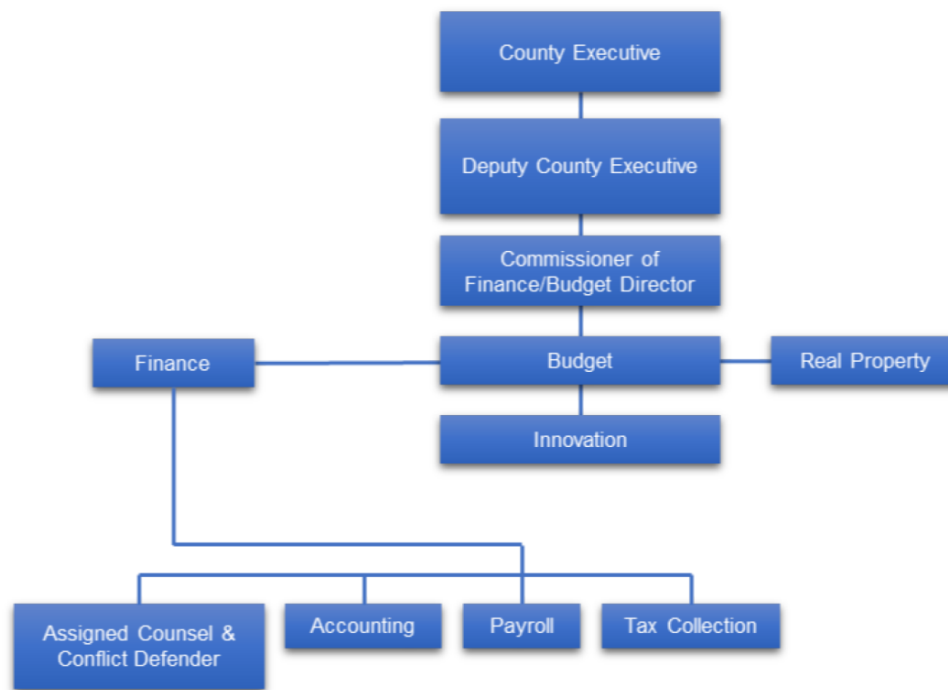 County Executive
Deputy County Executive
Commissioner of
Finance/Budget Director
Finance
Budget
Real Property
Innovation
Assigned Counsel &
Conflict Defender
Accounting
Payroll
Tax Collection